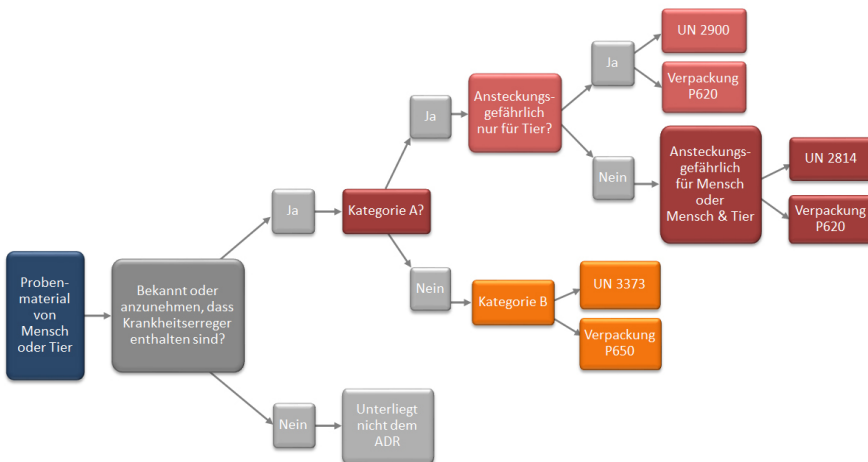 Proben-
material
von
Mensch
oder Tier
Bekannt oder
anzunehmen, dass
Krankheitserreger
enthalten sind?
Ja
Kategorie A?
Ja
Ansteckungs-
gefährlich
nur für Tier?
Ja
UN 2900
Verpackung
P620
Nein
Ansteckungs-
gefährlich
für Mensch
oder
Mensch & Tier
UN 2814
Verpackung
P620
Nein
Kategorie B
UN 3373
Verpackung
P650
Nein
Unterliegt
nicht dem
ADR